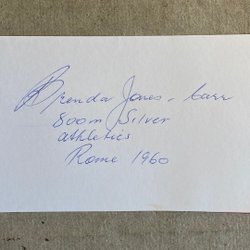 Brenda Jones - Carr
800m Silver
athletics
Rome 1960